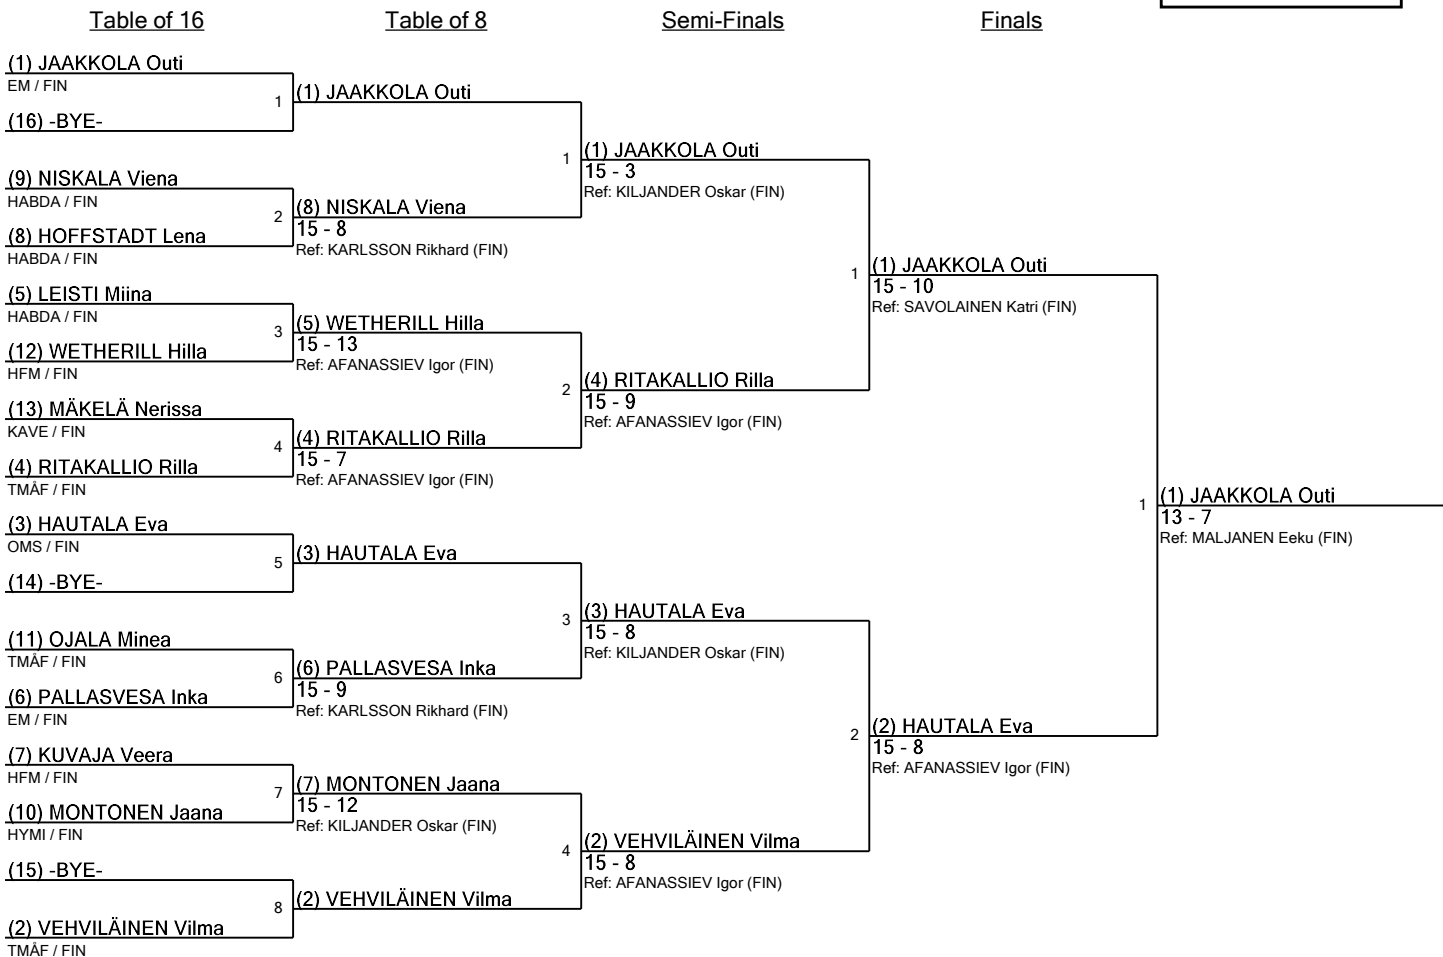 Table of 16
Table of 8
Semi-Finals
Finals
(1) JAAKKOLA Outi
EM / FIN
(16) -BYE-
(9) NISKALA Viena
HABDA / FIN
(8) HOFFSTADT Lena
HABDA / FIN
(5) LEISTI Miina
HABDA / FIN
(12) WETHERILL Hilla
HFM / FIN
(13) MÄKELÄ Nerissa
KAVE / FIN
(4) RITAKALLIO Rilla
TMÅF / FIN
(3) HAUTALA Eva
OMS / FIN
(14) -BYE-
(11) OJALA Minea
TMÅF / FIN
(6) PALLASVESA Inka
EM / FIN
(7) KUVAJA Veera
HFM / FIN
(10) MONTONEN Jaana
HYMI / FIN
(15) -BYE-
(2) VEHVILÄINEN Vilma
TMÅF / FIN
1
(1) JAAKKOLA Outi
2
(8) NISKALA Viena
15 - 8
Ref: KARLSSON Rikhard (FIN)
3
(5) WETHERILL Hilla
15 - 13
Ref: AFANASSIEV Igor (FIN)
4
(4) RITAKALLIO Rilla
15 - 7
Ref: AFANASSIEV Igor (FIN)
5
(3) HAUTALA Eva
6
(6) PALLASVESA Inka
15 - 9
Ref: KARLSSON Rikhard (FIN)
7
(7) MONTONEN Jaana
15 - 12
Ref: KILJANDER Oskar (FIN)
8
(2) VEHVILÄINEN Vilma
1
(1) JAAKKOLA Outi
15 - 3
Ref: KILJANDER Oskar (FIN)
2
(4) RITAKALLIO Rilla
15 - 9
Ref: AFANASSIEV Igor (FIN)
3
(3) HAUTALA Eva
15 - 8
Ref: KILJANDER Oskar (FIN)
4
(2) VEHVILÄINEN Vilma
15 - 8
Ref: AFANASSIEV Igor (FIN)
1
(1) JAAKKOLA Outi
15 - 10
Ref: SAVOLAINEN Katri (FIN)
2
(2) HAUTALA Eva
15 - 8
Ref: AFANASSIEV Igor (FIN)
1
(1) JAAKKOLA Outi
13 - 7
Ref: MALJANEN Eeku (FIN)